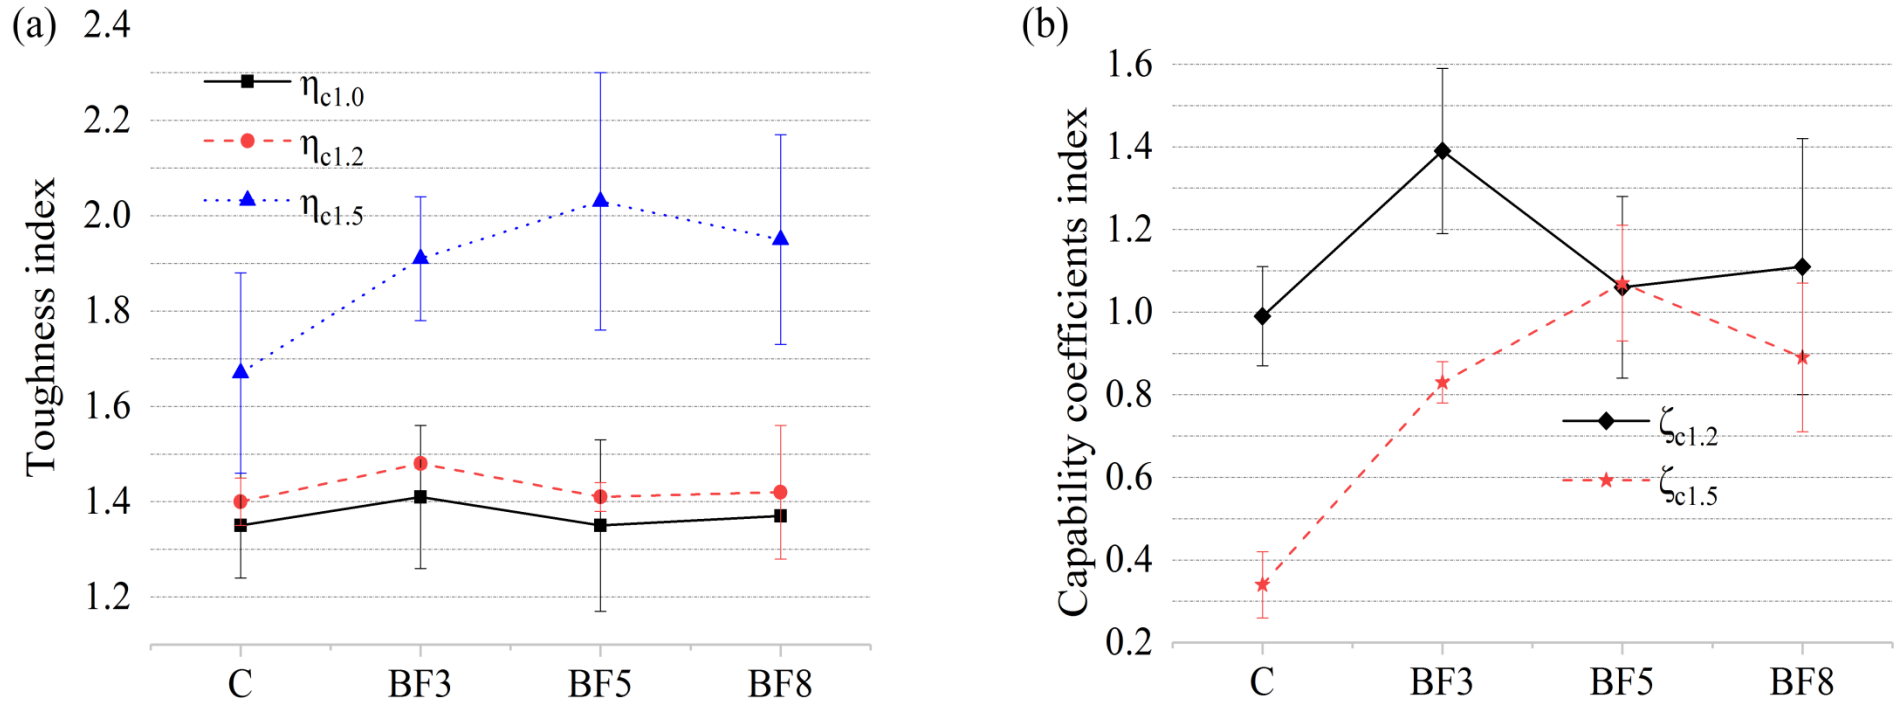 (a)
Toughness index
2.4
2.2
2.0
1.8
1.6
1.4
1.2
ηc1.0
ηc1.2
ηc1.5
C BF3 BF5 BF8
(b)
Capability coefficients index
1.6
1.4
1.2
1.0
0.8
0.6
0.4
0.2
ζc1.2
ζc1.5
C BF3 BF5 BF8